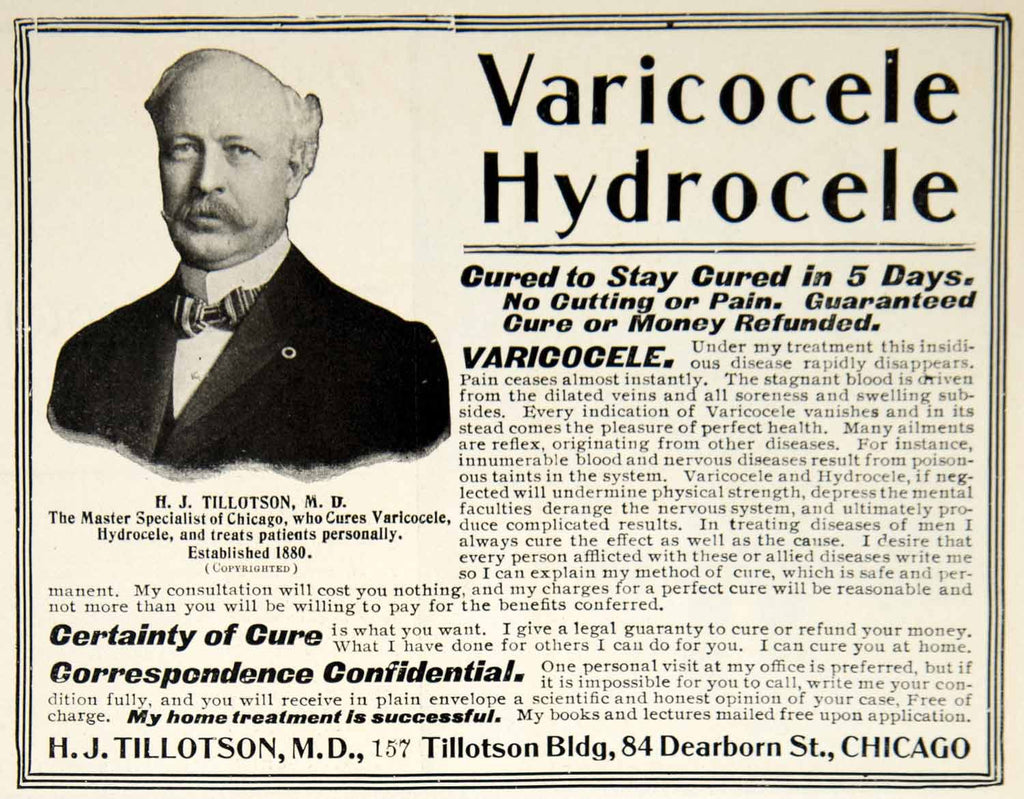 Varicocele
Hydrocele
Cured to Stay Cured in 5 Days.
No Cutting or Pain. Guaranteed
Cure or Money Refunded.
VARICOCELE. Under my treatment this insidi-
ous disease rapidly disappears.
Pain ceases almost instantly. The stagnant blood is driven
from the dilated veins and all soreness and swelling sub-
sides. Every indication of Varicocele vanishes and in its
stead comes the pleasure of perfect health. Many ailments
are reflex, originating from other diseases. For instance,
innumerable blood and nervous diseases result from poison-
ous taints in the system. Varicocele and Hydrocele, if neg-
lected will undermine physical strength, depress the mental
faculties derange the nervous system, and ultimately pro-
duce complicated results. In treating diseases of men I
always cure the effect as well as the cause. I desire that
every person afflicted with these or allied diseases write me
so I can explain my method of cure, which is safe and per-
manent. My consultation will cost you nothing, and my charges for a perfect cure will be reasonable and
not more than you will be willing to pay for the benefits conferred.
H. J. TILLOTSON, M. D.
The Master Specialist of Chicago, who Cures Varicocele,
Hydrocele, and treats patients personally.
Established 1880.
(COPYRIGHTED)
Certainty of Cure is what you want. I give a legal guaranty to cure or refund your money.
What I have done for others I can do for you. I can cure you at home.
Correspondence Confidential. One personal visit at my office is preferred, but if
it is impossible for you to call, write me your con-
dition fully, and you will receive in plain envelope a scientific and honest opinion of your case, Free of
charge. My home treatment is successful. My books and lectures mailed free upon application.
H. J. TILLOTSON, M.D., 157 Tillotson Bldg, 84 Dearborn St., CHICAGO